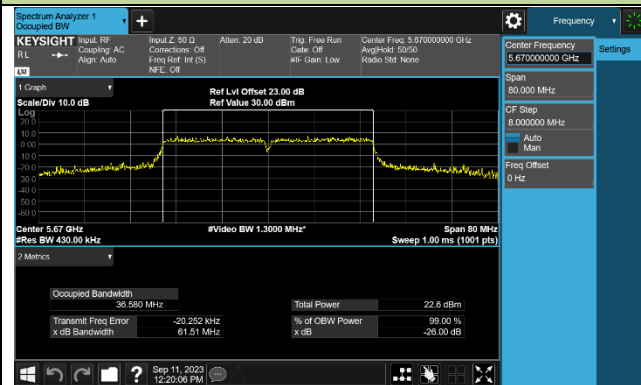 Spectrum Analyzer 1
Occupied BW
Frequency
KEYSIGHT
RL
Input: RF
Coupling: AC
Align: Auto
Input Z: 50 Ω
Corrections: Off
Freq Ref: Int (S)
NFE: Off
Atten: 20 dB
Trig: Free Run
Gate: Off
#IF Gain: Low
Center Freq: 5.670000000 GHz
Avg|Hold: 50/50
Radio Std: None
LXI
Center Frequency
5.670000000 GHz
Settings
Span
80.000 MHz
CF Step
8.000000 MHz
Auto
Man
Freq Offset
0 Hz
1 Graph
Scale/Div 10.0 dB
Ref Lvl Offset 23.00 dB
Ref Value 30.00 dBm
Log
20.0
10.0
0.00
-10.0
-20.0
-30.0
-40.0
-50.0
-60.0
Center 5.67 GHz
#Video BW 1.3000 MHz*
Span 80 MHz
#Res BW 430.00 kHz
Sweep 1.00 ms (1001 pts)
2 Metrics
Occupied Bandwidth
36.580 MHz
Total Power
22.6 dBm
Transmit Freq Error
-20.252 kHz
% of OBW Power
99.00 %
x dB Bandwidth
61.51 MHz
x dB
-26.00 dB
?
Sep 11, 2023
12:20:06 PM